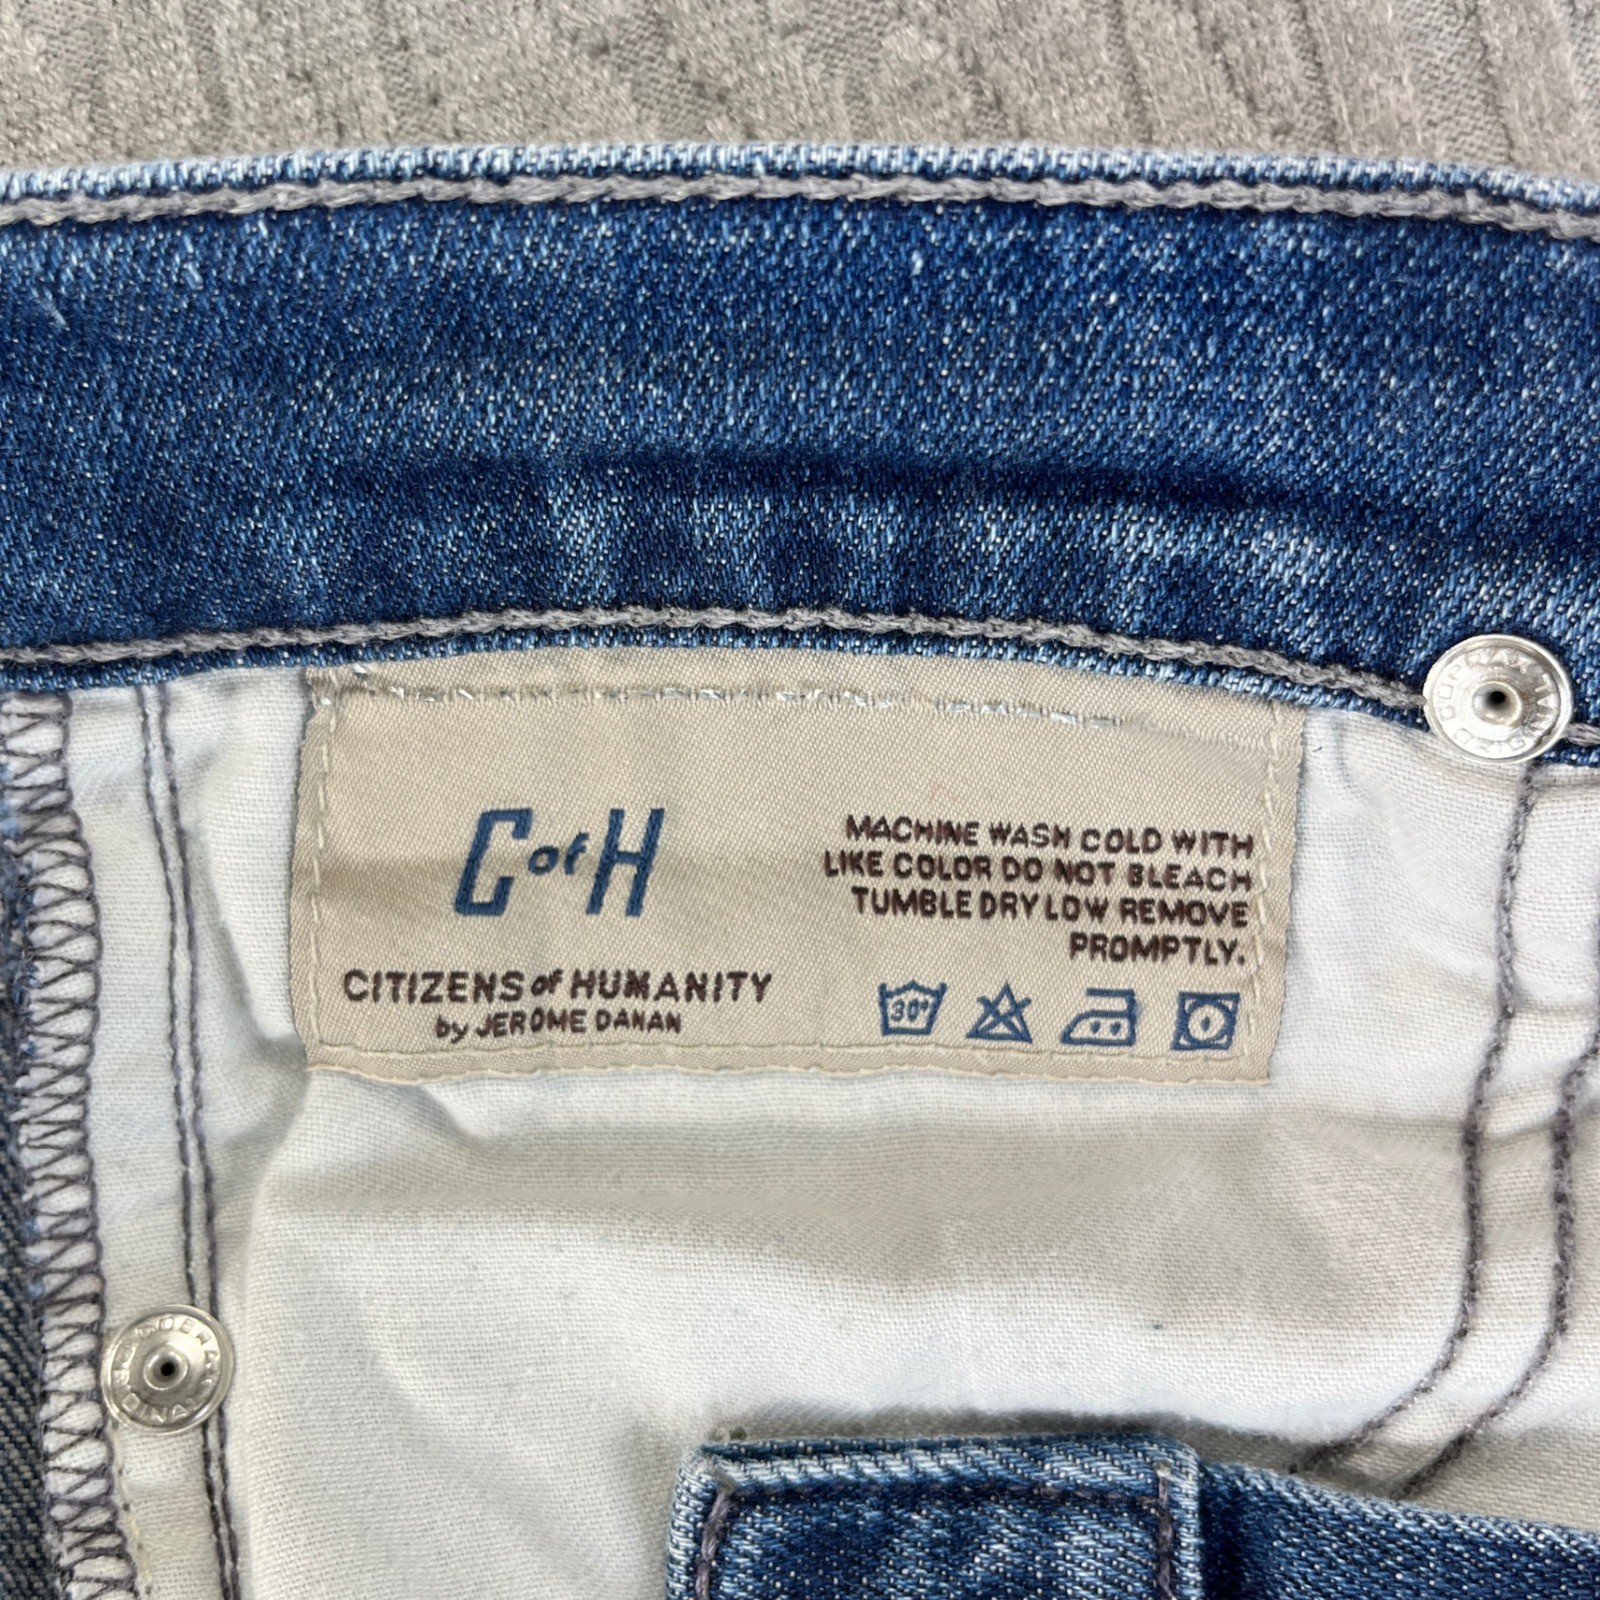 C of H
CITIZENS of HUMANITY
by JEROME DAHAN
MACHINE WASH COLD WITH
LIKE COLOR DO NOT BLEACH
TUMBLE DRY LOW REMOVE
PROMPTLY.
30°
ORIGINAL